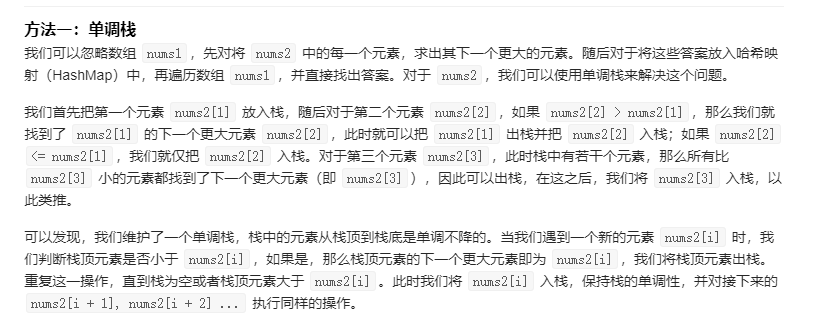 方法一：单调栈
我们可以忽略数组 nums1 ，先对将 nums2 中的每一个元素，求出其下一个更大的元素。随后对于将这些答案放入哈希映
射（HashMap）中，再遍历数组 nums1 ，并直接找出答案。对于 nums2 ，我们可以使用单调栈来解决这个问题。
我们首先把第一个元素 nums2[1] 放入栈，随后对于第二个元素 nums2[2] ，如果 nums2[2] > nums2[1] ，那么我们就
找到了 nums2[1] 的下一个更大元素 nums2[2] ，此时就可以把 nums2[1] 出栈并把 nums2[2] 入栈；如果 nums2[2]
<= nums2[1] ，我们就仅把 nums2[2] 入栈。对于第三个元素 nums2[3] ，此时栈中有若干个元素，那么所有比
nums2[3] 小的元素都找到了下一个更大元素（即 nums2[3] ），因此可以出栈，在这之后，我们将 nums2[3] 入栈，以
此类推。
可以发现，我们维护了一个单调栈，栈中的元素从栈顶到栈底是单调不降的。当我们遇到一个新的元素 nums2[i] 时，我
们判断栈顶元素是否小于 nums2[i] ，如果是，那么栈顶元素的下一个更大元素即为 nums2[i] ，我们将栈顶元素出栈。
重复这一操作，直到栈为空或者栈顶元素大于 nums2[i] 。此时我们将 nums2[i] 入栈，保持栈的单调性，并对接下来的
nums2[i + 1], nums2[i + 2] ... 执行同样的操作。